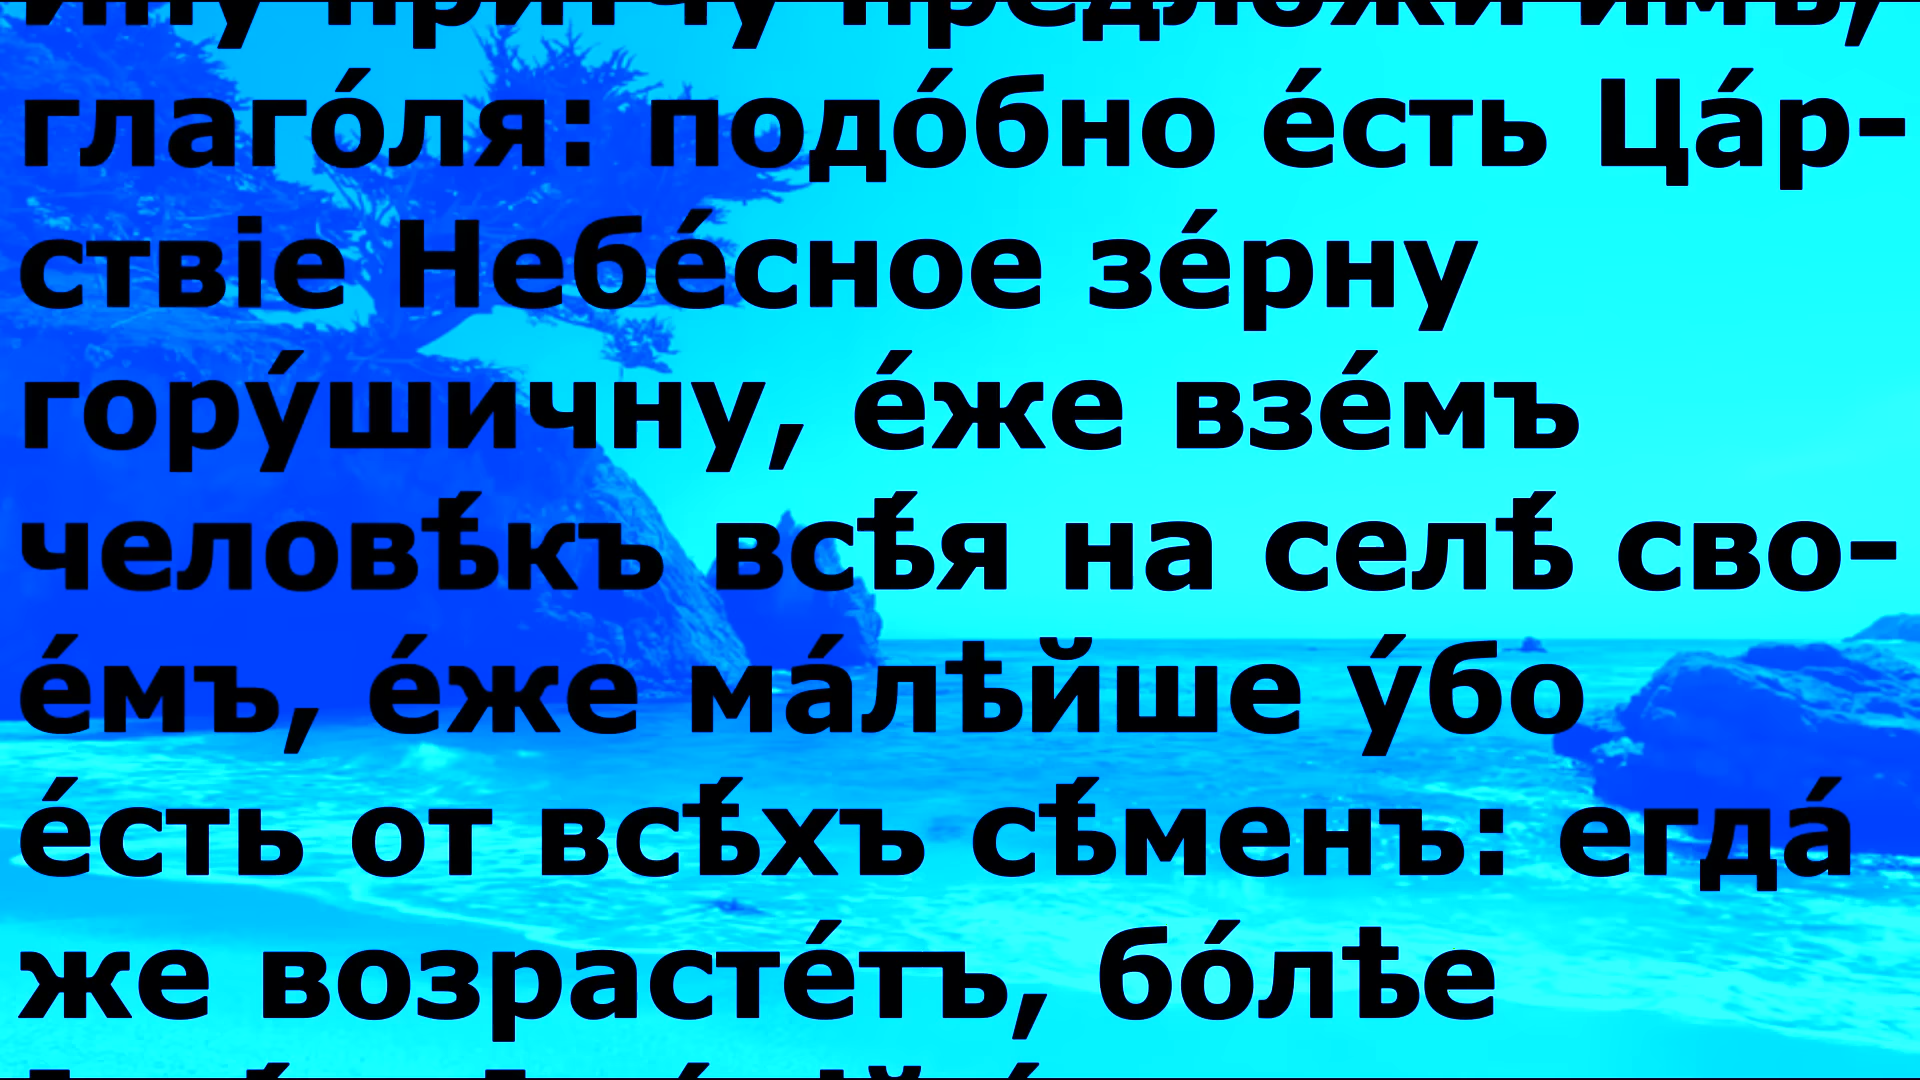 ину притчу предложи имъ,
глаго́ля: подо́бно е́сть Ца́р-
ствіе Небе́сное зе́рну
гору́шичну, е́же взе́мъ
человѣ́къ всѣ́я на селѣ́ сво-
е́мъ, е́же ма́лѣйше у́бо
е́сть от всѣ́хъ сѣ́менъ: егда́
же возрасте́тъ, бо́лѣе